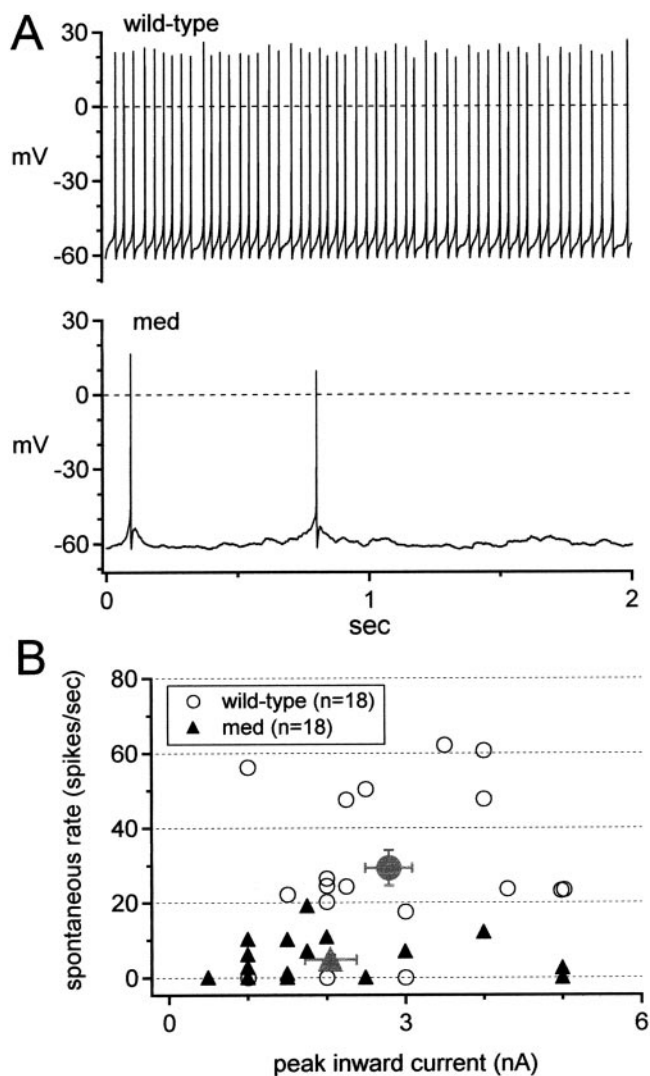 A
wild-type
30
0
mV
-30
-60
med
30
0
mV
-30
-60
0
1
2
sec
B
80
wild-type (n=18)
med (n=18)
60
40
20
0
spontaneous rate (spikes/sec)
0
3
6
peak inward current (nA)